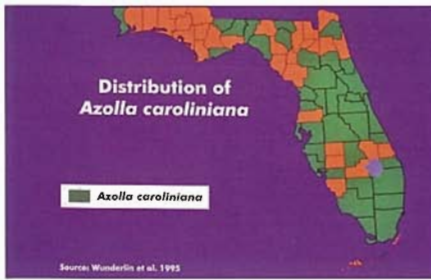 Distribution of
Azolla caroliniana
Azolla caroliniana
Source: Wunderlin et al. 1995